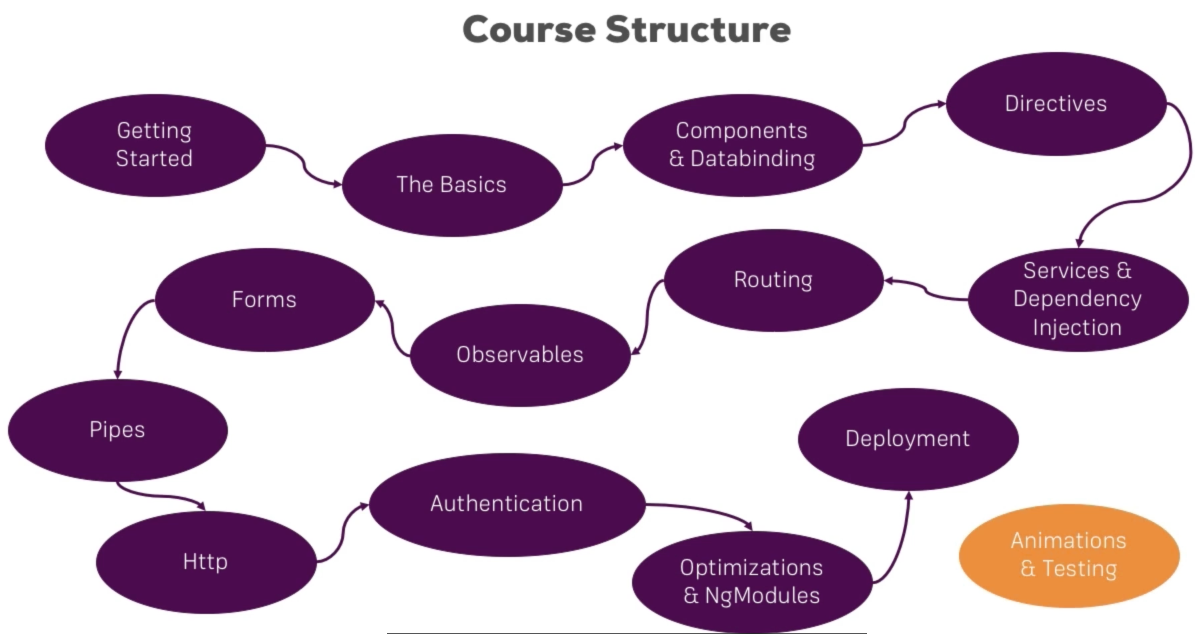 Course Structure
Getting
Started
The Basics
Components
& Databinding
Directives
Services &
Dependency
Injection
Routing
Observables
Forms
Pipes
Http
Authentication
Optimizations
& NgModules
Deployment
Animations
& Testing